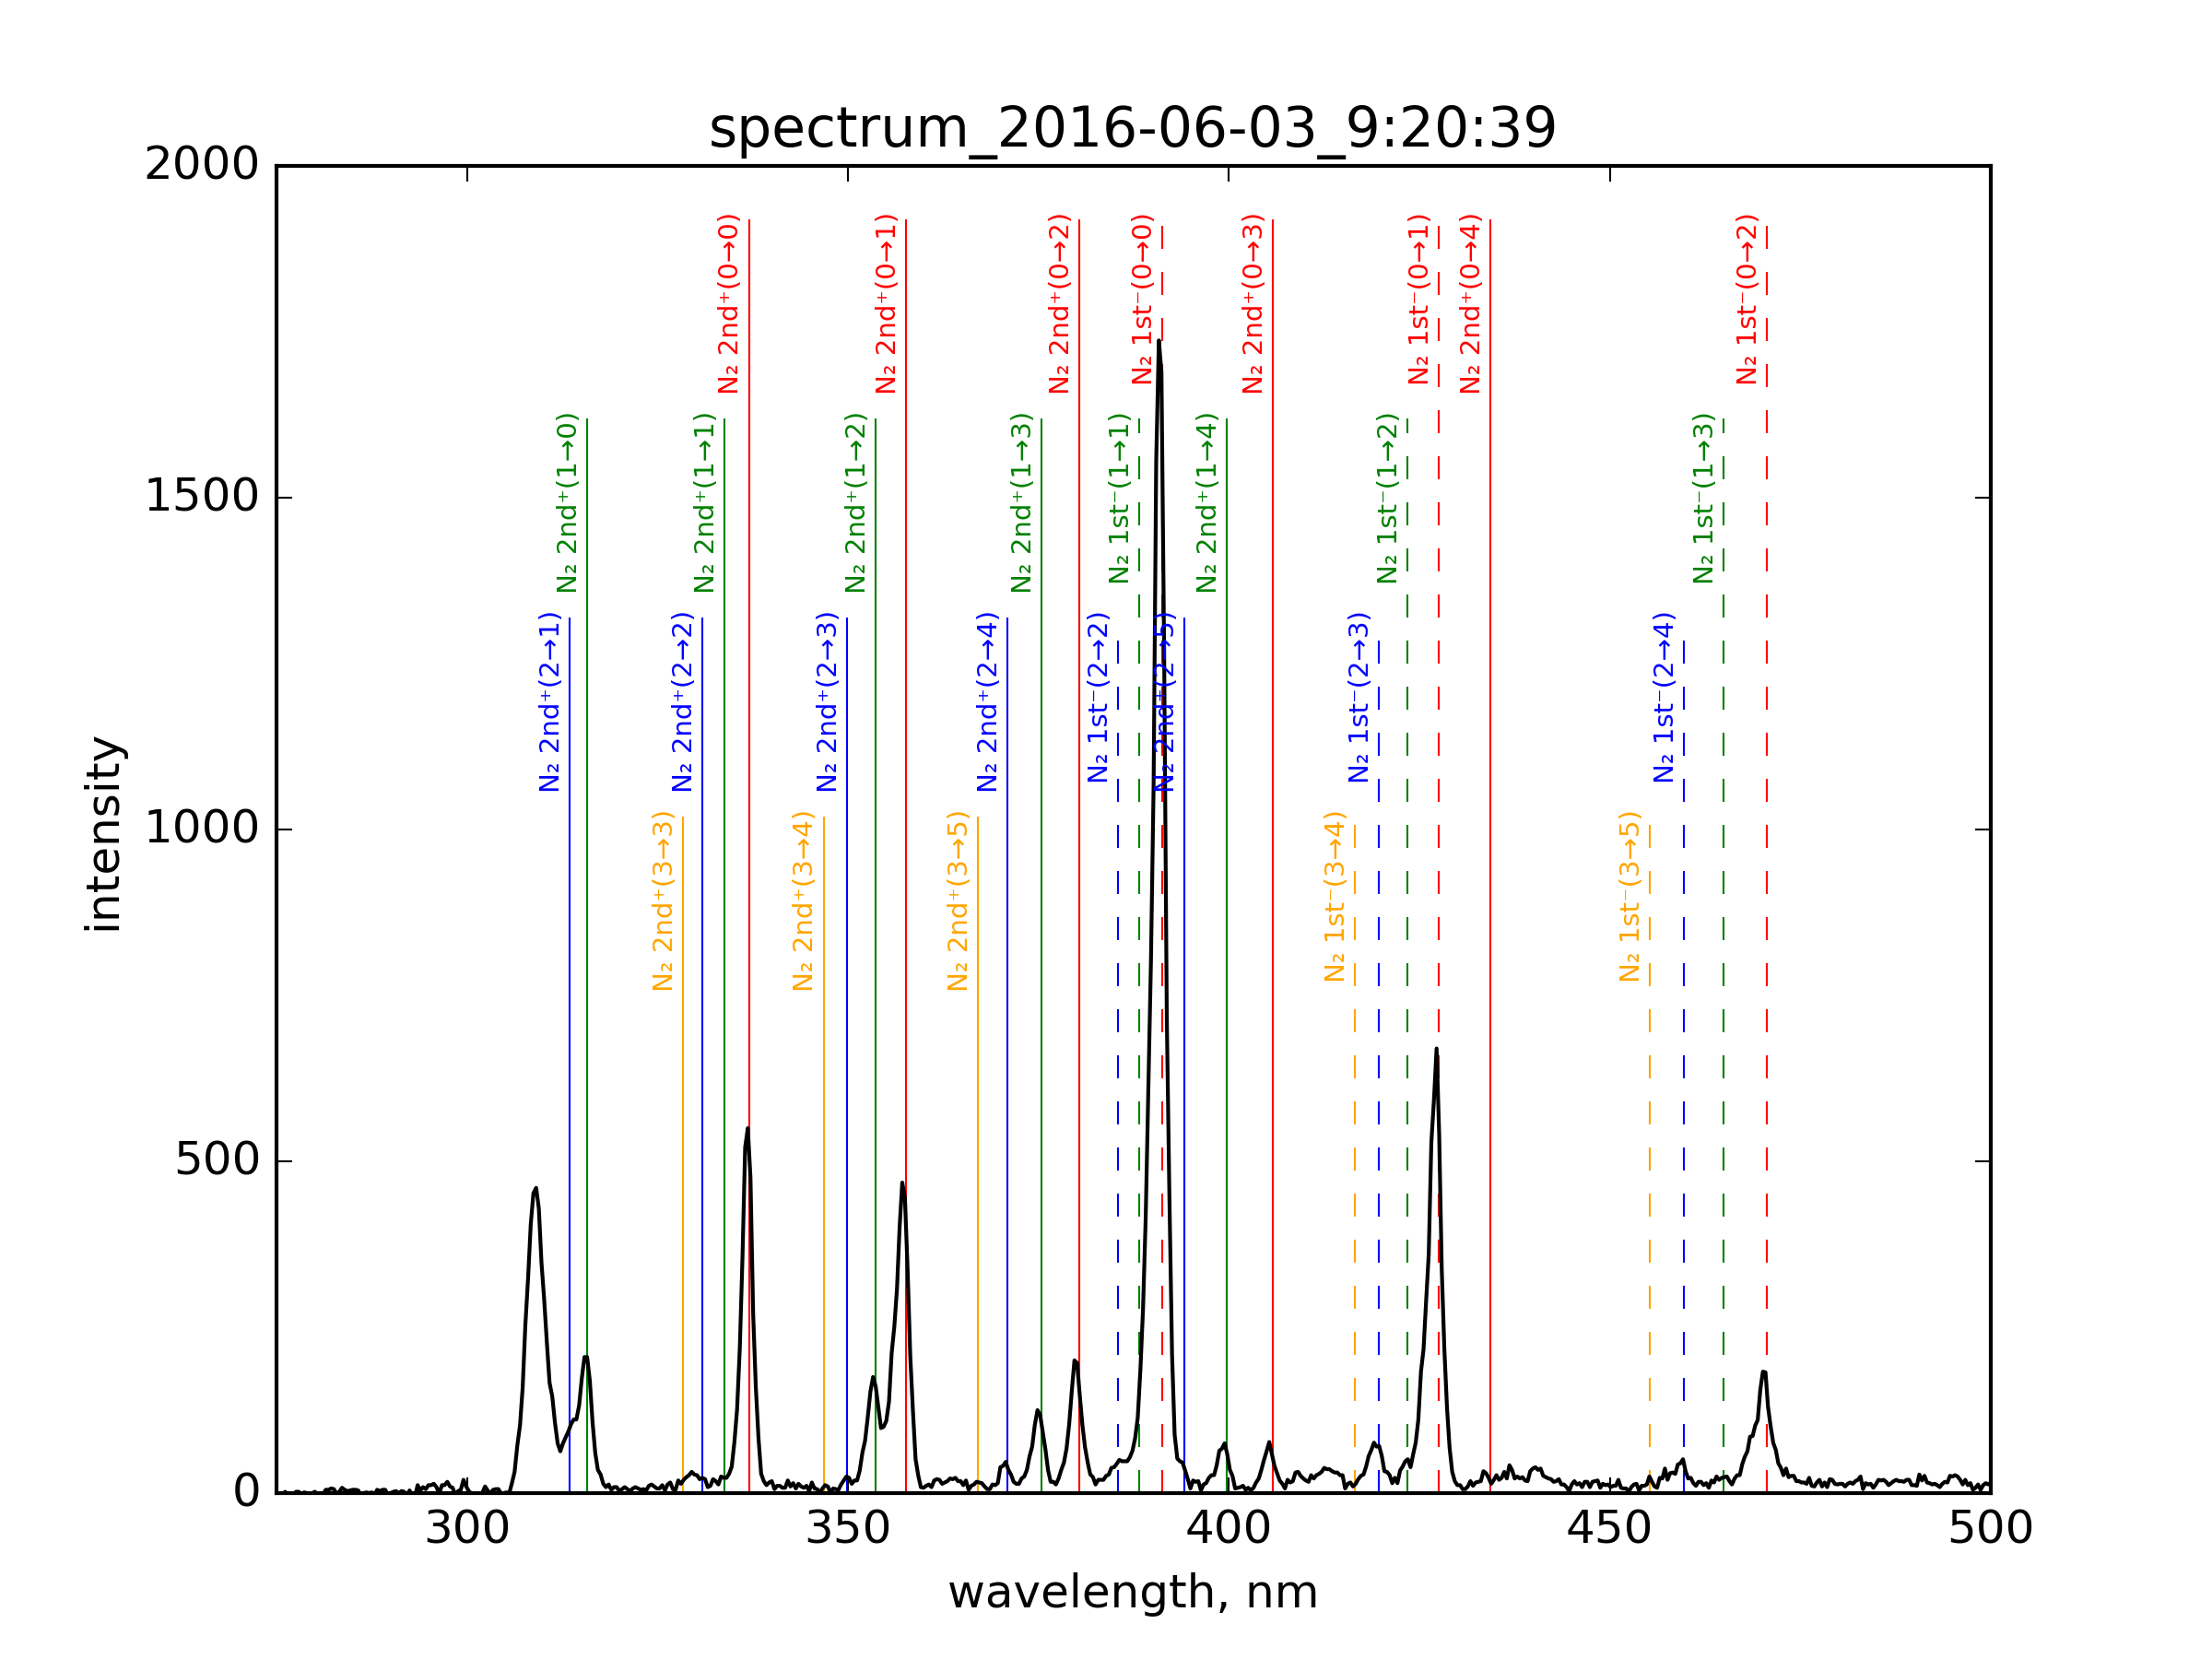 spectrum_2016-06-03_9:20:39
2000
1500
1000
500
0
intensity
N₂ 2nd⁺(0→0)
N₂ 2nd⁺(0→1)
N₂ 2nd⁺(0→2)
N₂ 1st⁻(0→0)
N₂ 2nd⁺(0→3)
N₂ 1st⁻(0→1)
N₂ 2nd⁺(0→4)
N₂ 1st⁻(0→2)
N₂ 2nd⁺(1→0)
N₂ 2nd⁺(1→1)
N₂ 2nd⁺(1→2)
N₂ 2nd⁺(1→3)
N₂ 1st⁻(1→1)
N₂ 2nd⁺(1→4)
N₂ 1st⁻(1→2)
N₂ 1st⁻(1→3)
N₂ 2nd⁺(2→1)
N₂ 2nd⁺(2→2)
N₂ 2nd⁺(2→3)
N₂ 2nd⁺(2→4)
N₂ 1st⁻(2→2)
N₂ 2nd⁺(2→5)
N₂ 1st⁻(2→3)
N₂ 1st⁻(2→4)
N₂ 2nd⁺(3→3)
N₂ 2nd⁺(3→4)
N₂ 2nd⁺(3→5)
N₂ 1st⁻(3→4)
N₂ 1st⁻(3→5)
300 350 400 450 500
wavelength, nm